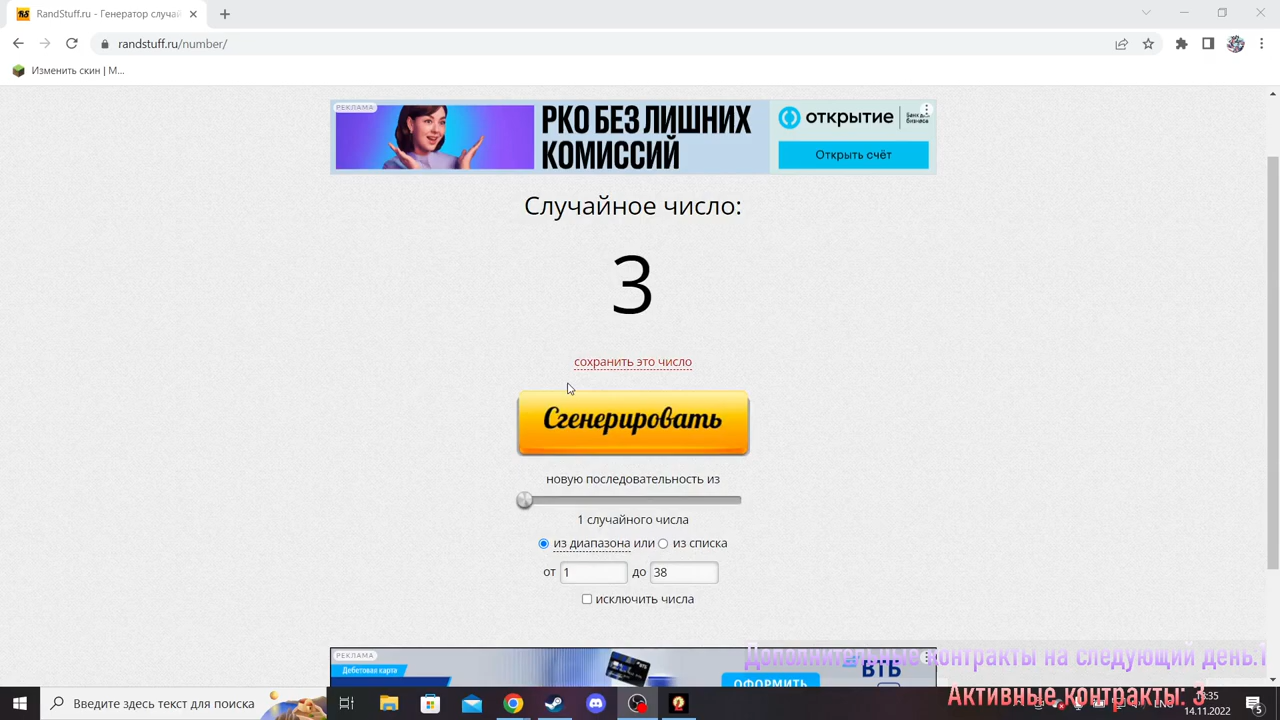 RandStuff.ru - Генератор случай
randstuff.ru/number/
Изменить скин | М...
РЕКЛАМА
РКО БЕЗ ЛИШНИХ
КОМИССИЙ
открытие
Открыть счёт
Случайное число:
3
сохранить это число
Сгенерировать
новую последовательность из
1 случайного числа
из диапазона или из списка
от 1 до 38
исключить числа
РЕКЛАМА
Дебетовая карта
ОФОРМИТЬ
ВТБ
Дополнительные контракты на следующий день:1
Активные контракты: 3
Введите здесь текст для поиска
14.11.2022
5